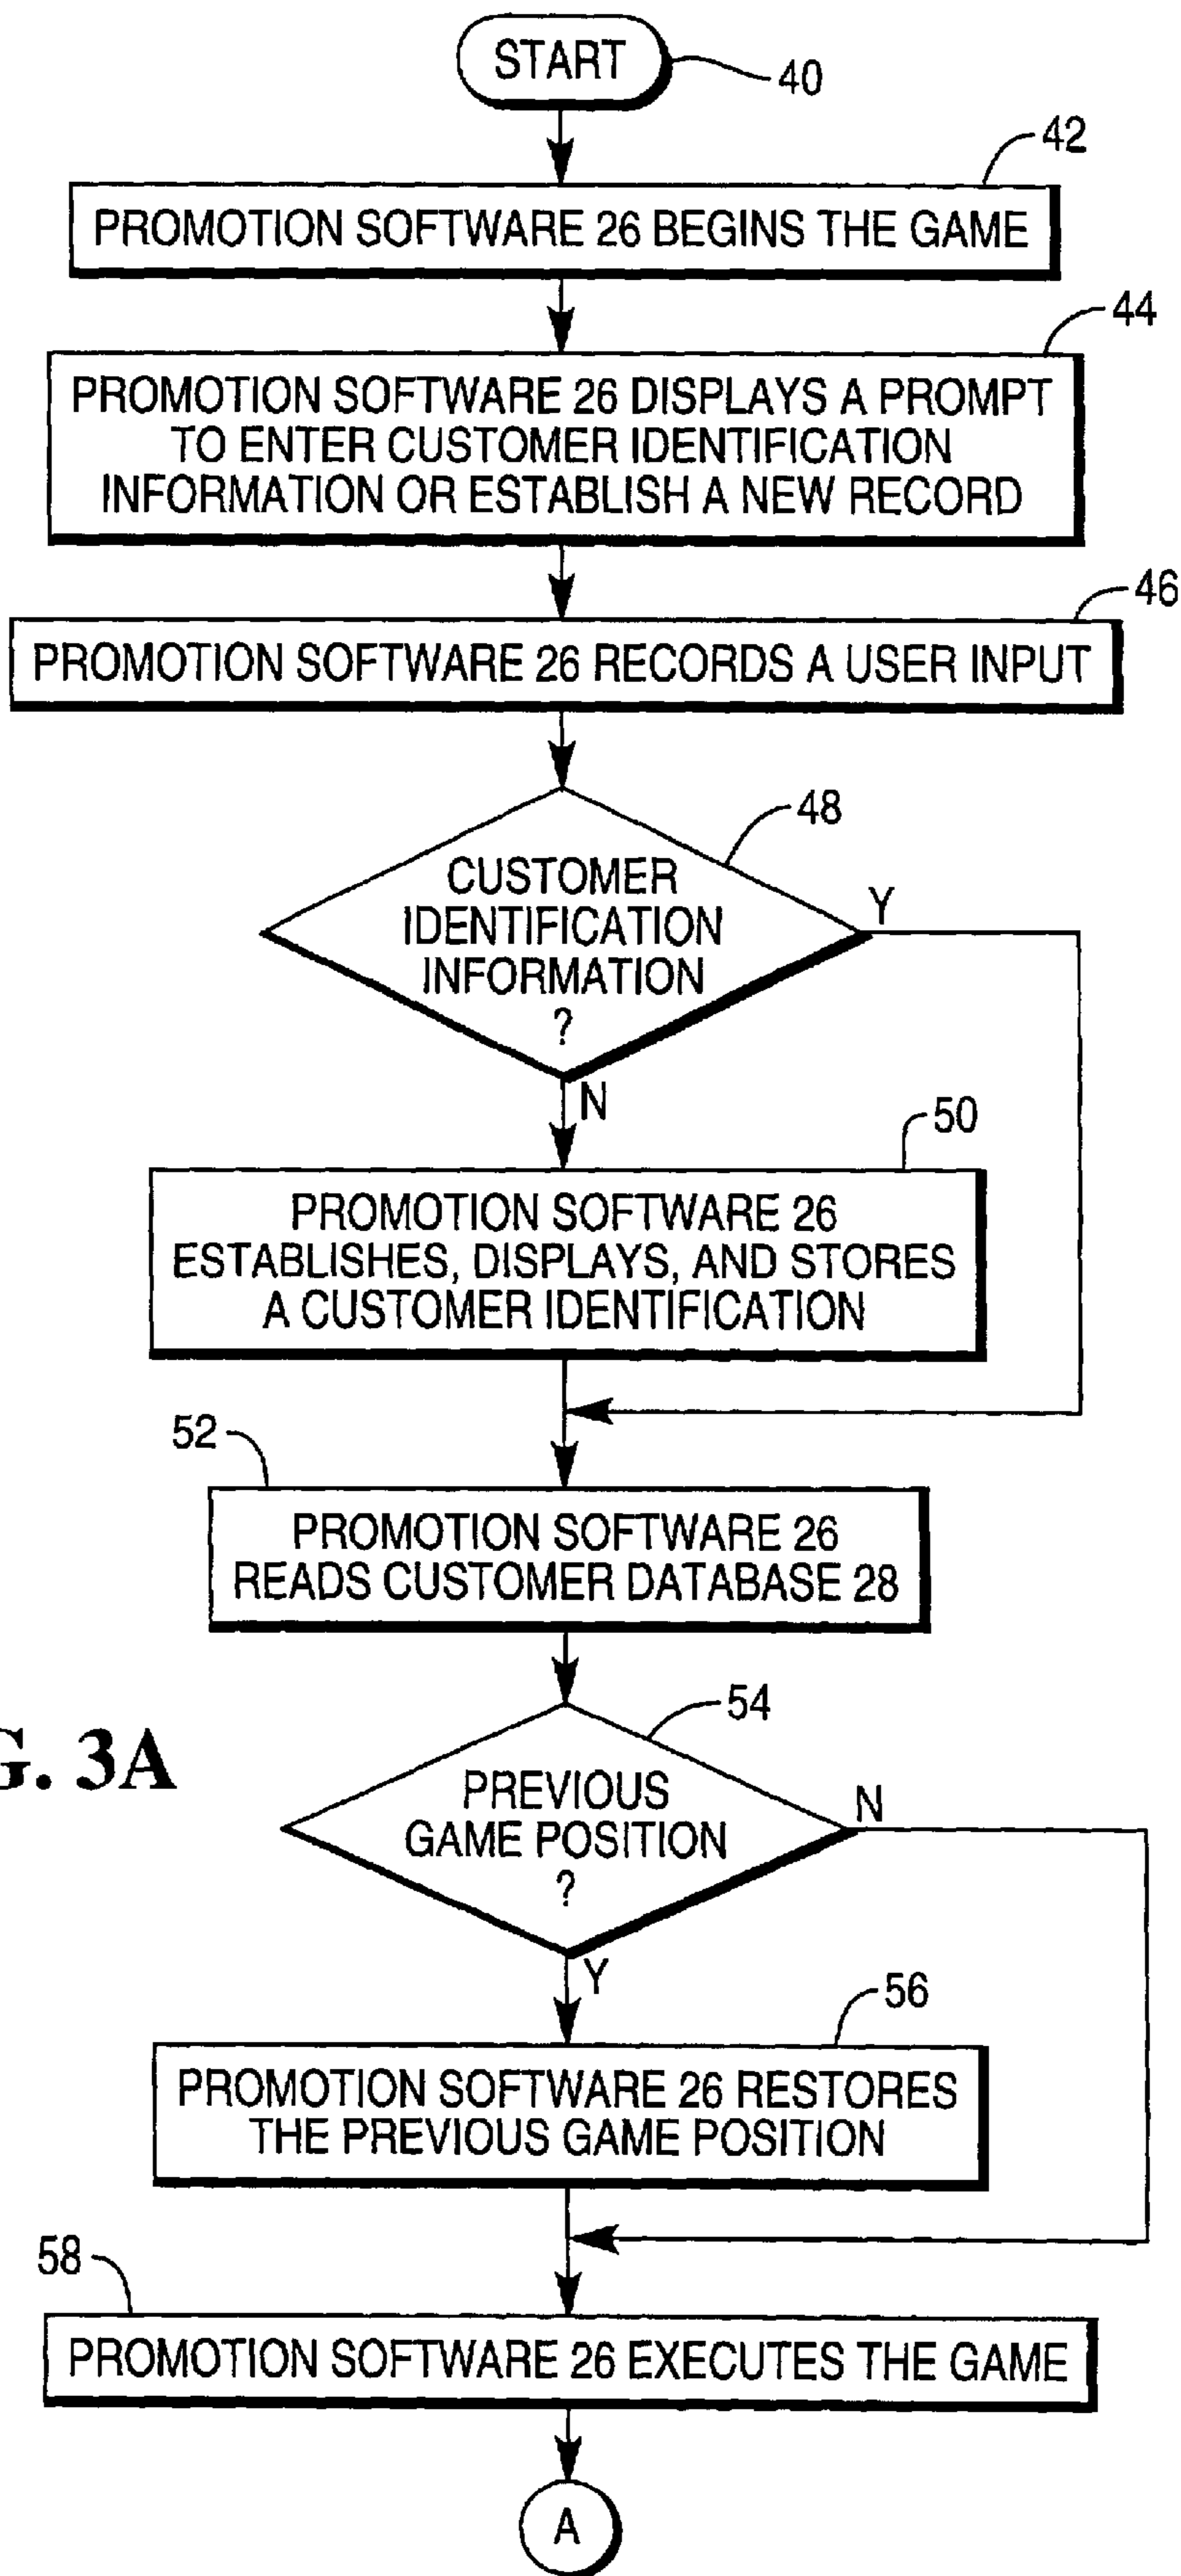 START
40
42
PROMOTION SOFTWARE 26 BEGINS THE GAME
44
PROMOTION SOFTWARE 26 DISPLAYS A PROMPT
TO ENTER CUSTOMER IDENTIFICATION
INFORMATION OR ESTABLISH A NEW RECORD
46
PROMOTION SOFTWARE 26 RECORDS A USER INPUT
48
CUSTOMER
IDENTIFICATION
INFORMATION
?
Y
N
50
PROMOTION SOFTWARE 26
ESTABLISHES, DISPLAYS, AND STORES
A CUSTOMER IDENTIFICATION
52
PROMOTION SOFTWARE 26
READS CUSTOMER DATABASE 28
54
G. 3A
PREVIOUS
GAME POSITION
?
N
Y
56
PROMOTION SOFTWARE 26 RESTORES
THE PREVIOUS GAME POSITION
58
PROMOTION SOFTWARE 26 EXECUTES THE GAME
A